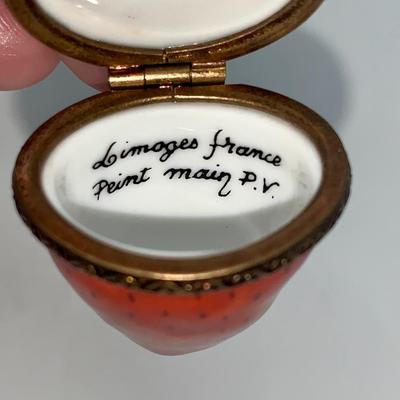 Limoges france
Peint main P.V.